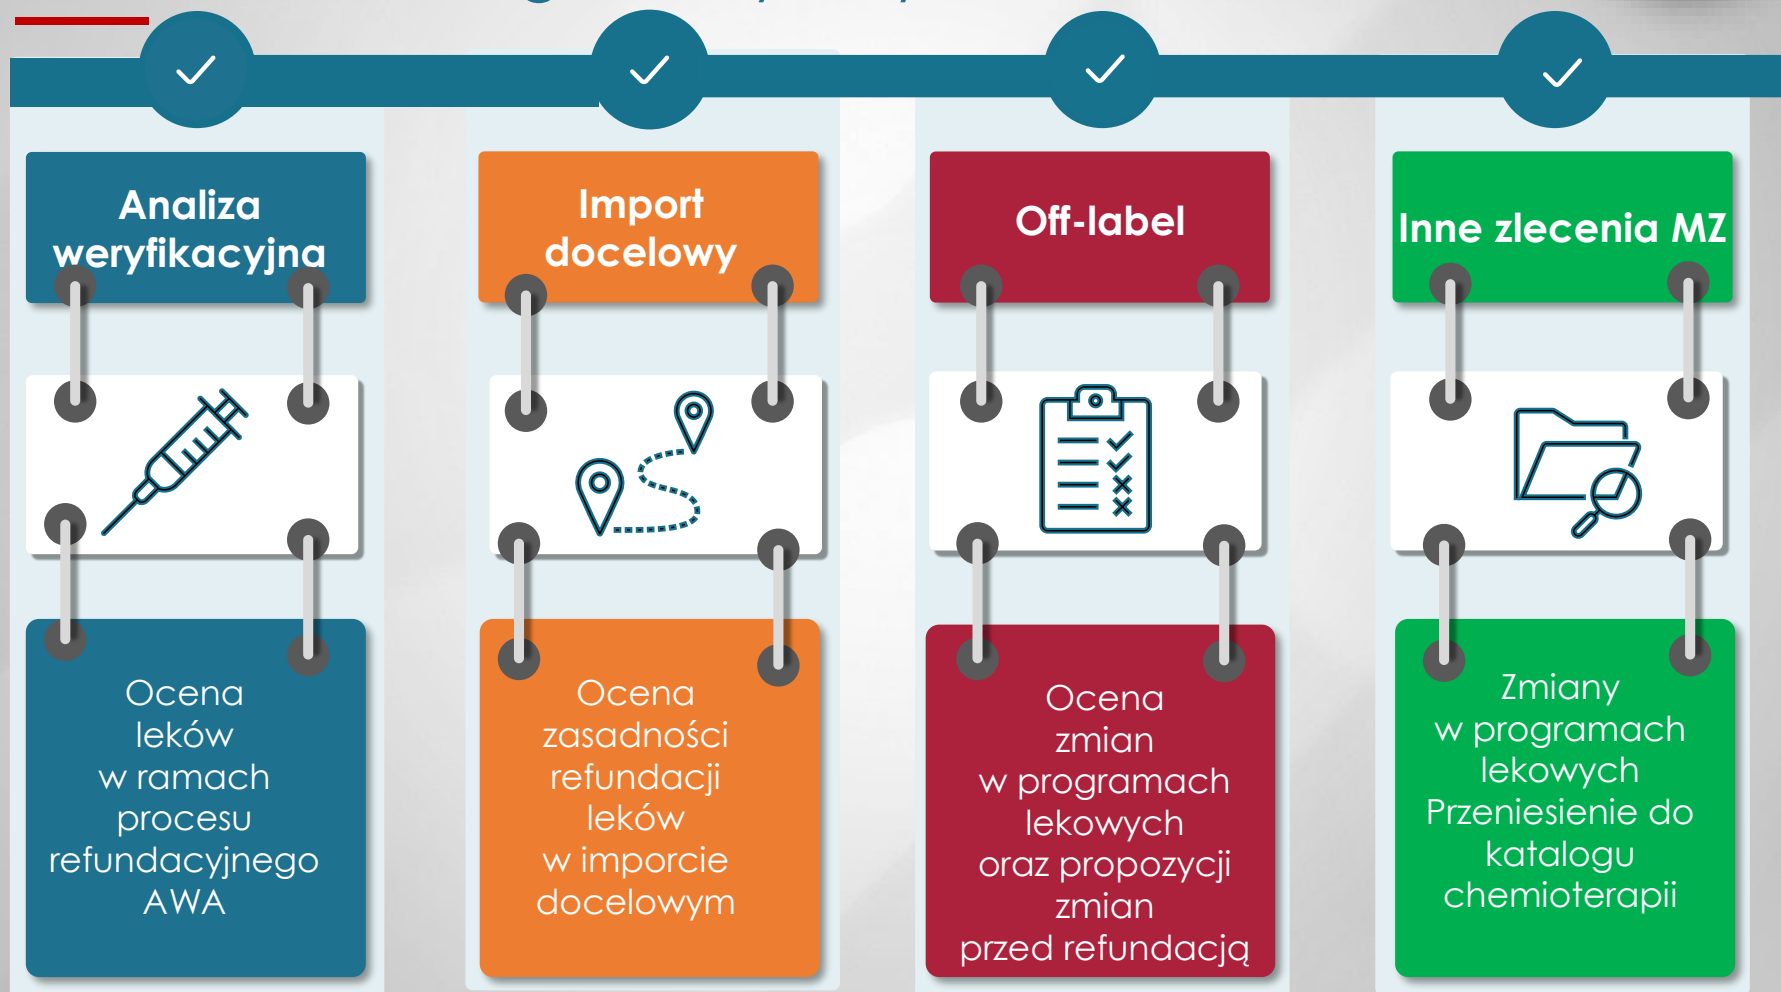 Analiza
weryfikacyjna
Import
docelowy
Off-label
Inne zlecenia MZ
Ocena
leków
w ramach
procesu
refundacyjnego
AWA
Ocena
zasadności
refundacji
leków
w imporcie
docelowym
Ocena
zmian
w programach
lekowych
oraz propozycji
zmian
przed refundacją
Zmiany
w programach
lekowych
Przeniesienie do
katalogu
chemioterapii